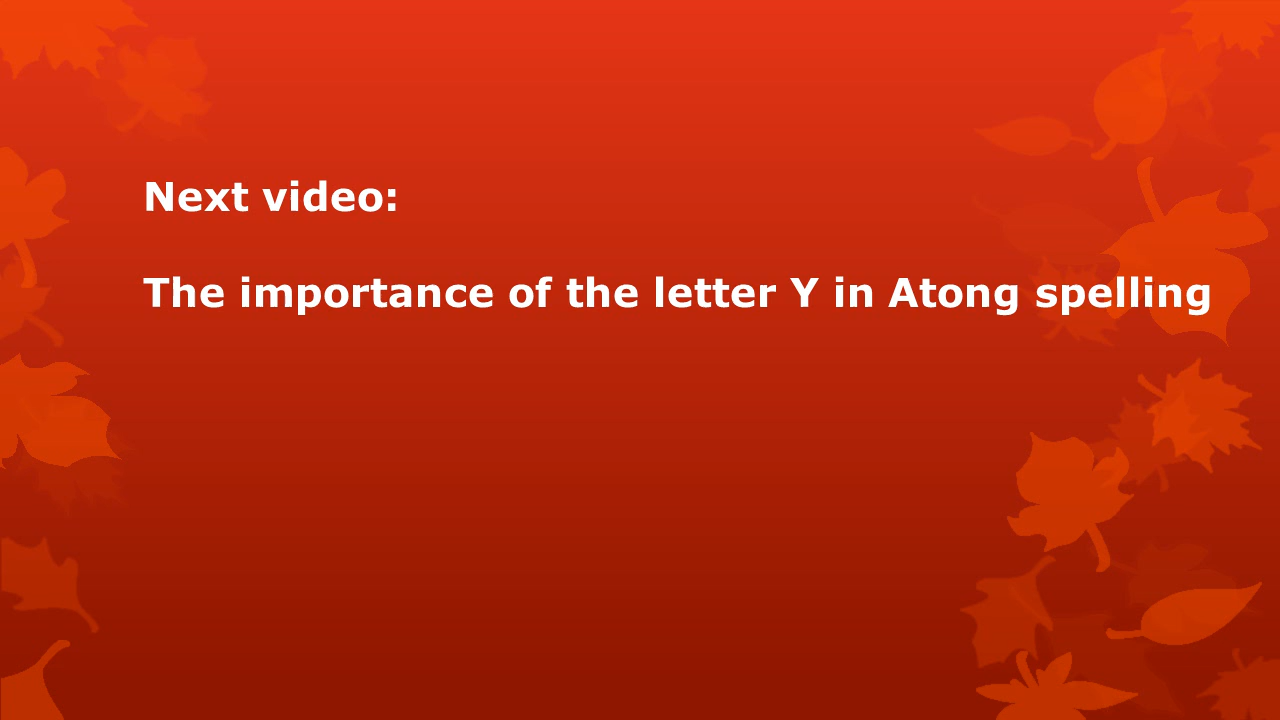 Next video:
The importance of the letter Y in Atong spelling